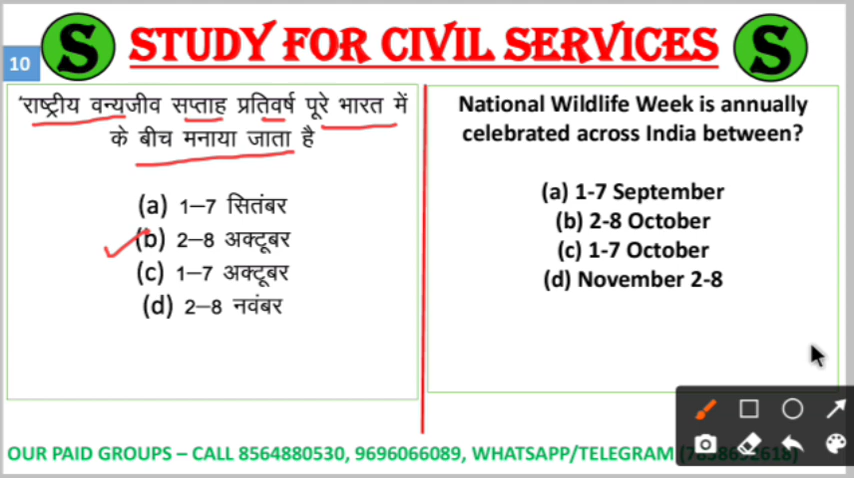 10
S
STUDY FOR CIVIL SERVICES
S
'राष्ट्रीय वन्यजीव सप्ताह प्रतिवर्ष पूरे भारत में
के बीच मनाया जाता है
(a) 1–7 सितंबर
(b) 2–8 अक्टूबर
(c) 1–7 अक्टूबर
(d) 2–8 नवंबर
National Wildlife Week is annually
celebrated across India between?
(a) 1-7 September
(b) 2-8 October
(c) 1-7 October
(d) November 2-8
OUR PAID GROUPS – CALL 8564880530, 9696066089, WHATSAPP/TELEGRAM